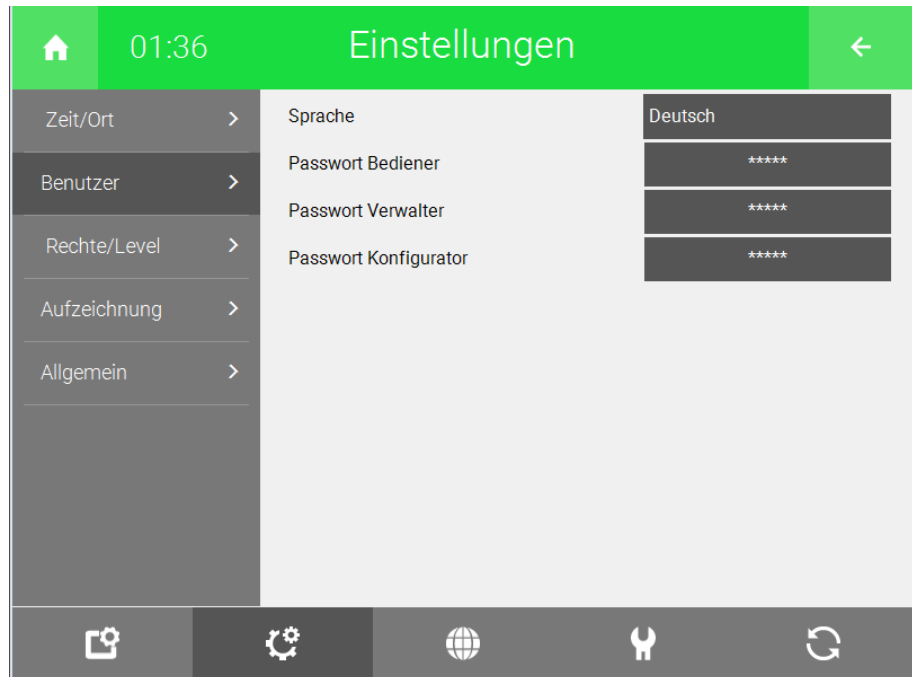 01:36
Einstellungen
Zeit/Ort
Benutzer
Rechte/Level
Aufzeichnung
Allgemein
Sprache
Deutsch
Passwort Bediener
*****
Passwort Verwalter
*****
Passwort Konfigurator
*****